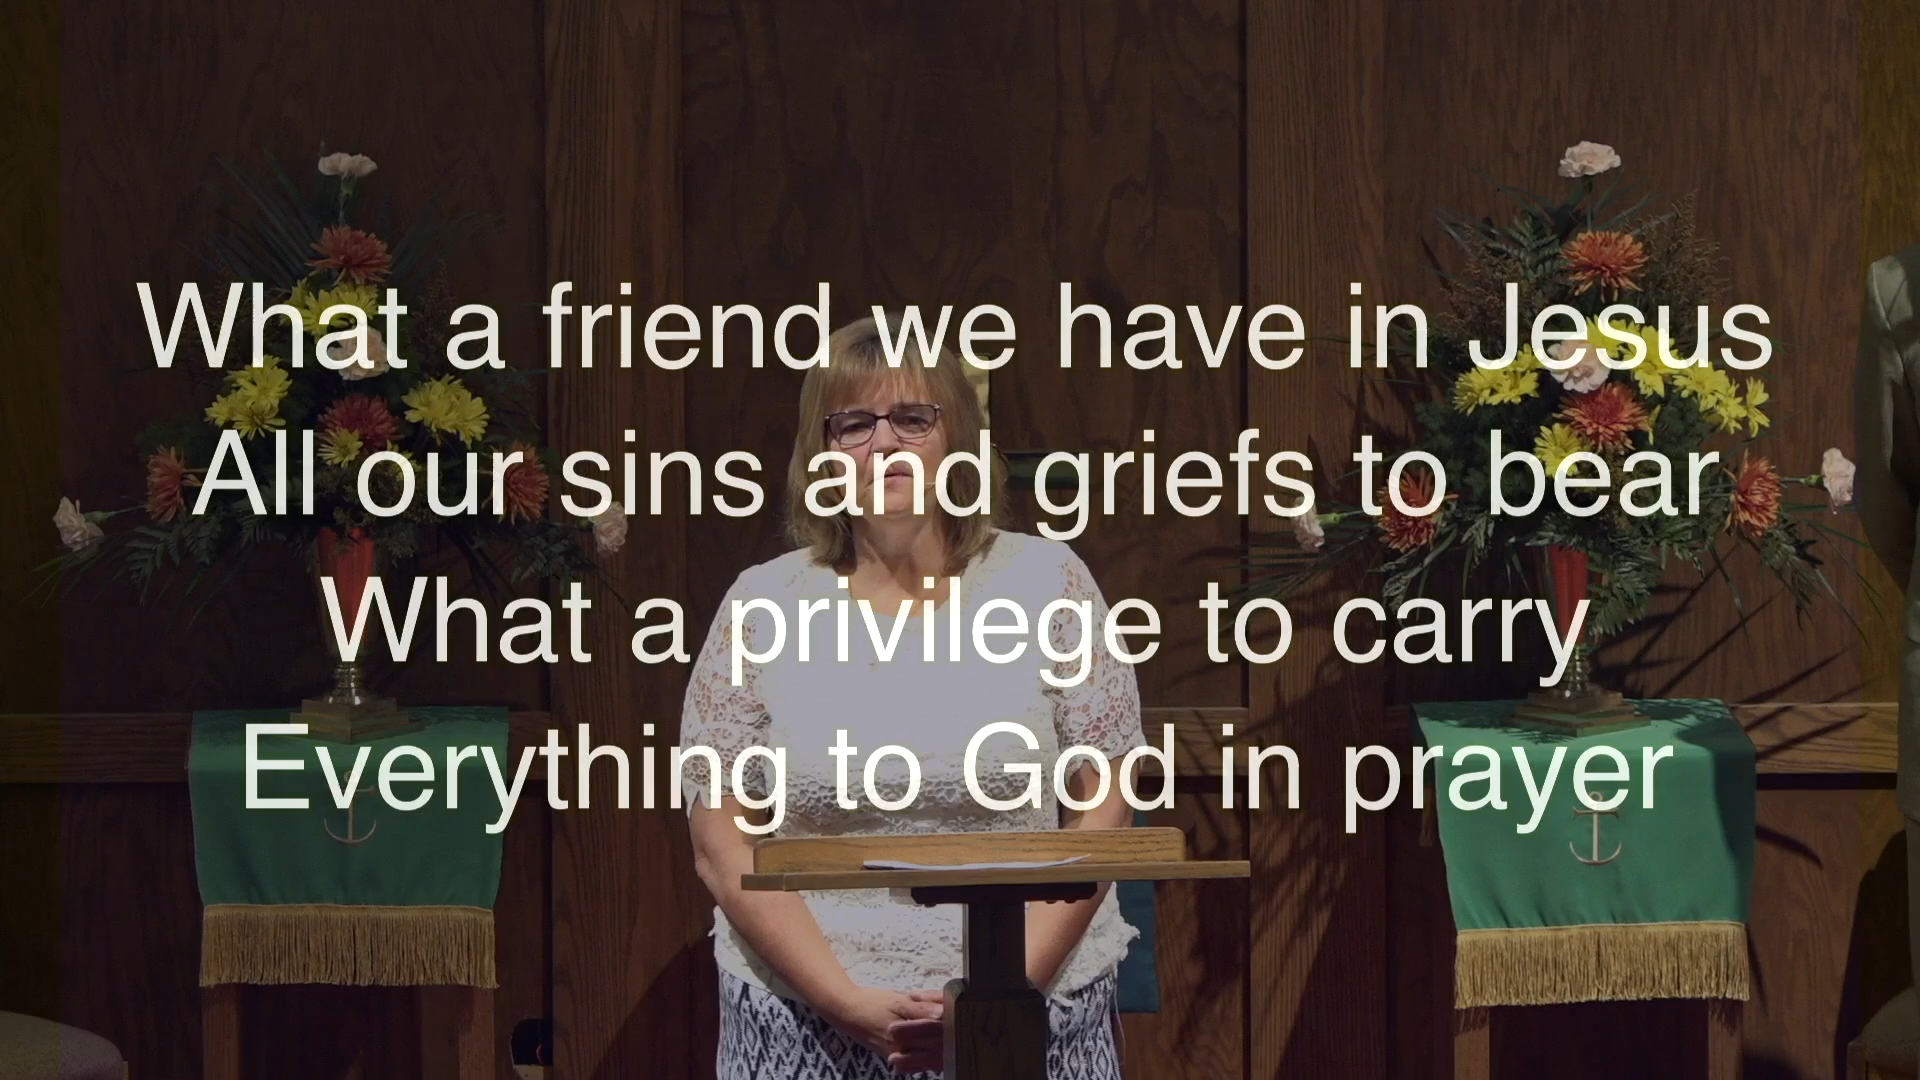 What a friend we have in Jesus
All our sins and griefs to bear
What a privilege to carry
Everything to God in prayer